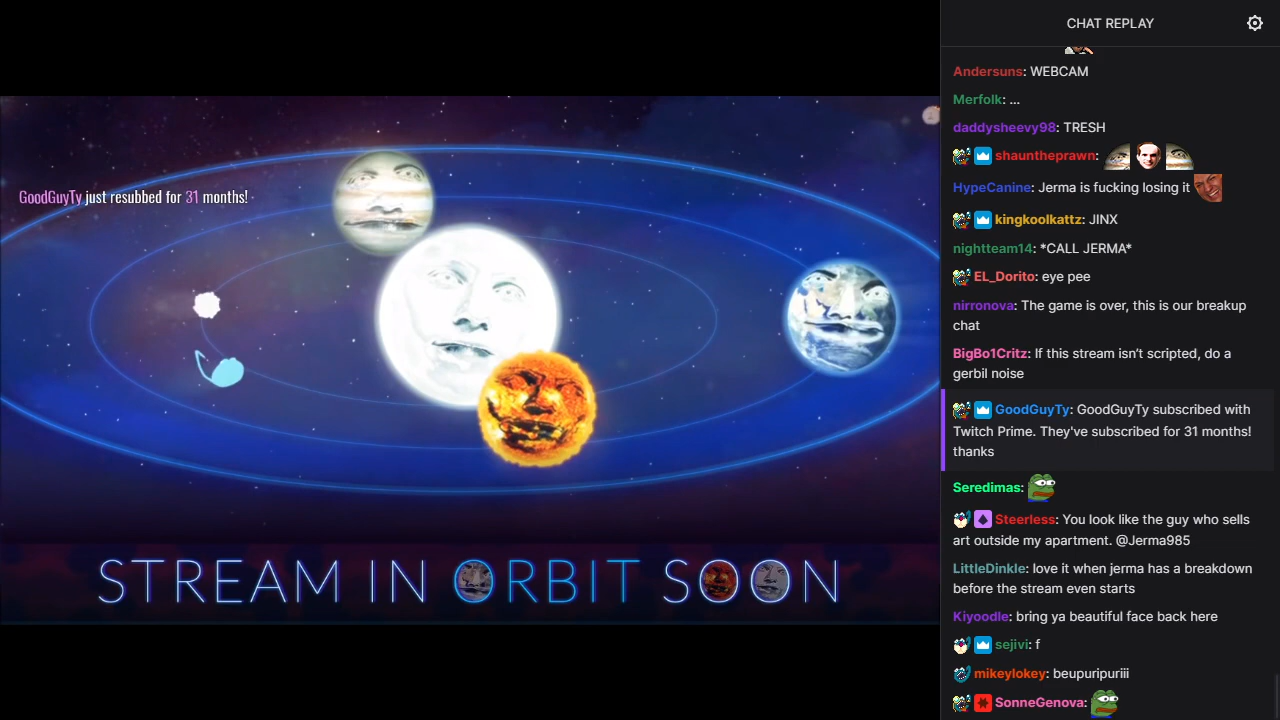 CHAT REPLAY
Andersuns: WEBCAM
Merfolk: ...
daddysheevy98: TRESH
shauntheprawn:
HypeCanine: Jerma is fucking losing it
kingkoolkattz: JINX
nightteam14: *CALL JERMA*
EL_Dorito: eye pee
nirronova: The game is over, this is our breakup
chat
BigBo1Critz: If this stream isn't scripted, do a
gerbil noise
GoodGuyTy: GoodGuyTy subscribed with
Twitch Prime. They've subscribed for 31 months!
thanks
Seredimas:
Steerless: You look like the guy who sells
art outside my apartment. @Jerma985
LittleDinkle: love it when jerma has a breakdown
before the stream even starts
Kiyoodle: bring ya beautiful face back here
sejivi: f
mikeylokey: beupuripuriii
SonneGenova:
GoodGuyTy just resubbed for 31 months!
STREAM IN ORBIT SOON